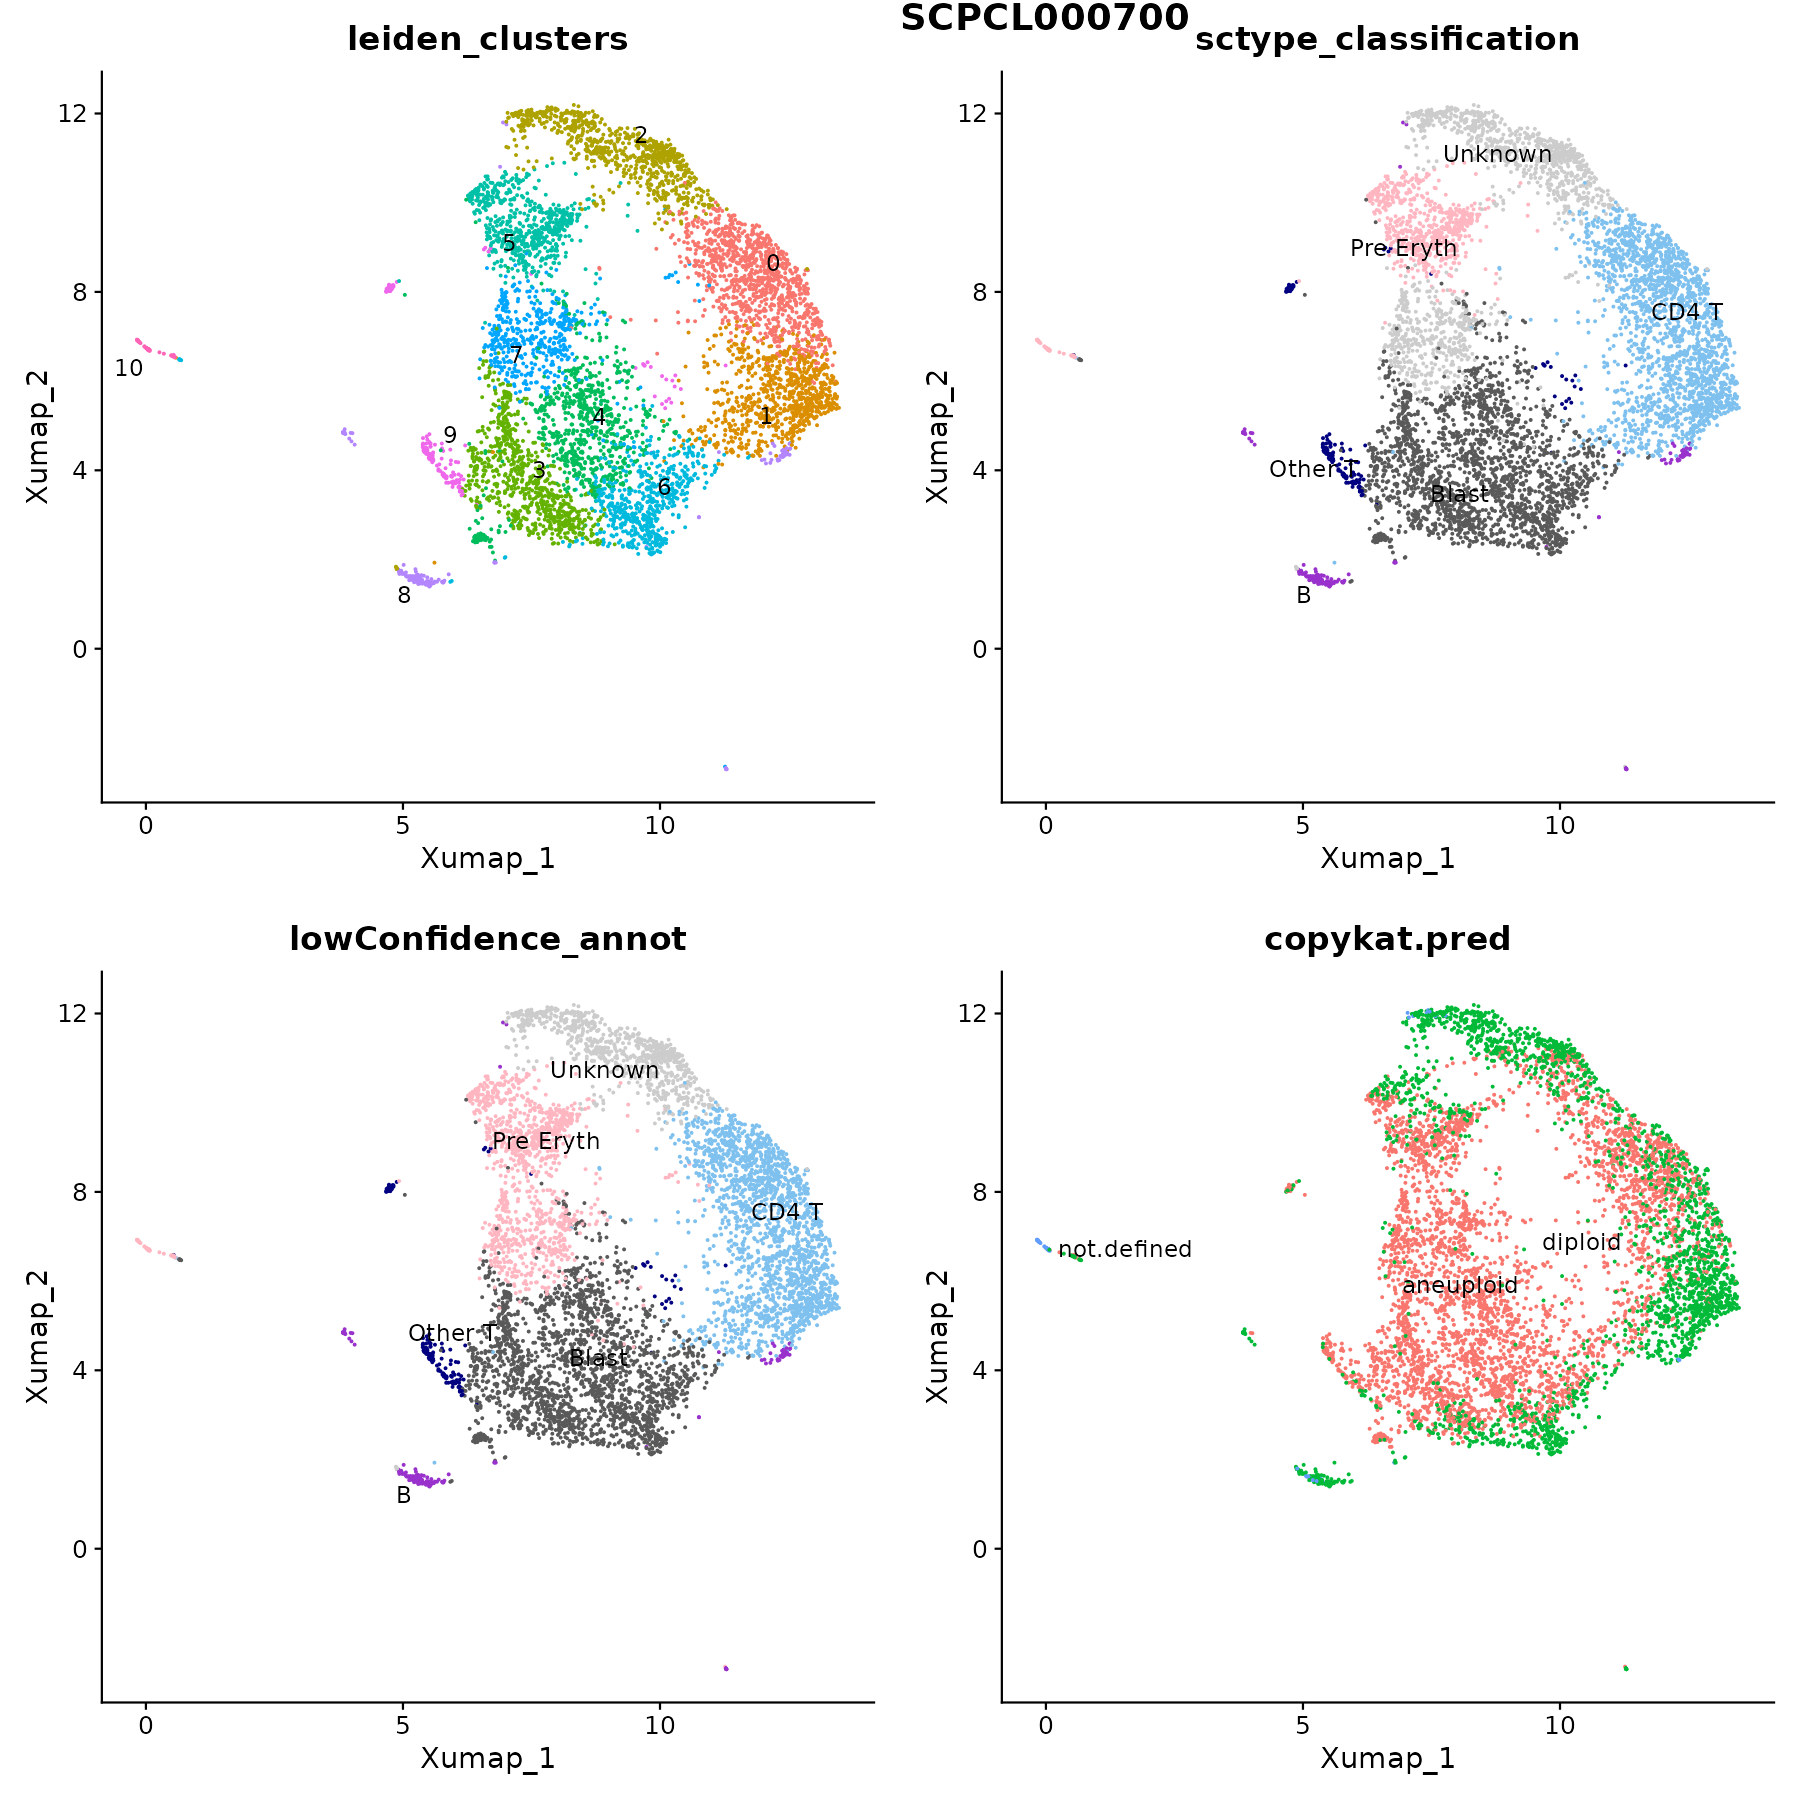 SCPCL000700
leiden_clusters
12
8
4
0
0
5
10
Xumap_1
Xumap_2
2
5
0
7
10
4
1
9
3
6
8
sctype_classification
12
8
4
0
0
5
10
Xumap_1
Xumap_2
Unknown
Pre Eryth
CD4 T
Other T
Blast
B
lowConfidence_annot
12
8
4
0
0
5
10
Xumap_1
Xumap_2
Unknown
Pre Eryth
CD4 T
Other T
Blast
B
copykat.pred
12
8
4
0
0
5
10
Xumap_1
Xumap_2
not.defined
diploid
aneuploid